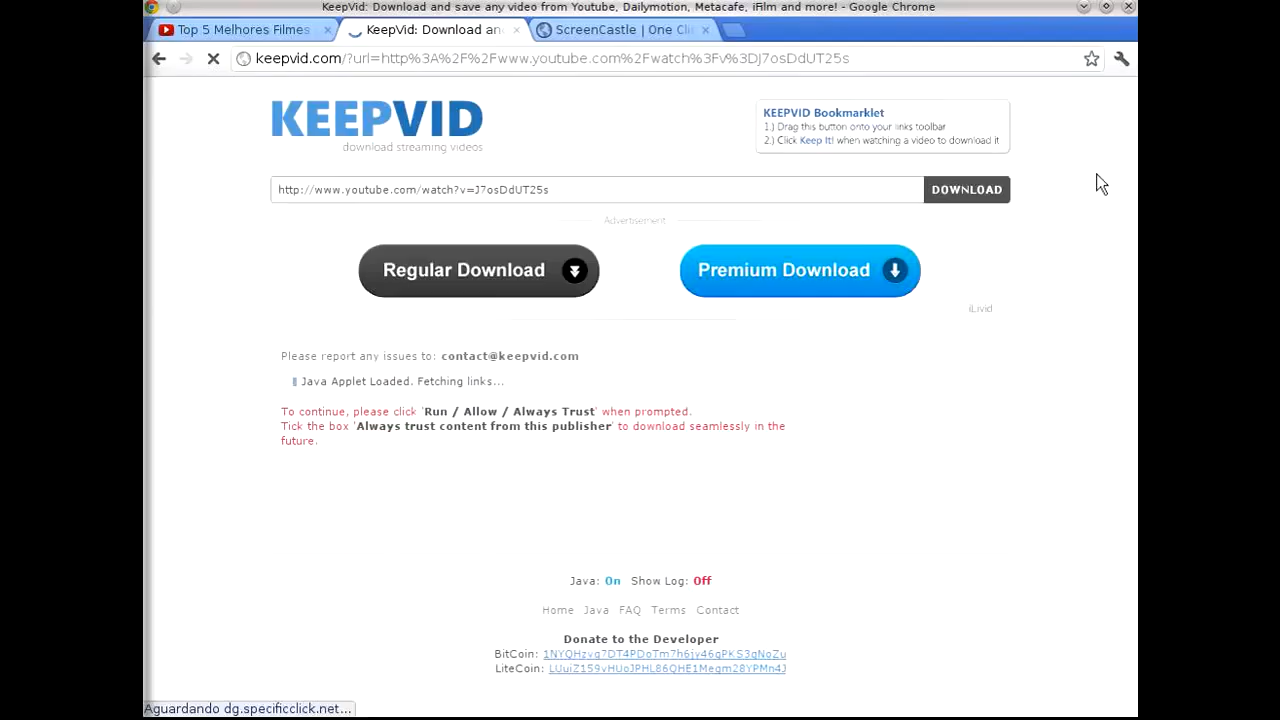 KeepVid: Download and save any video from Youtube, Dailymotion, Metacafe, iFilm and more! - Google Chrome
Top 5 Melhores Filmes
KeepVid: Download an
ScreenCastle | One Cli
keepvid.com/?url=http%3A%2F%2Fwww.youtube.com%2Fwatch%3Fv%3DJ7osDdUT25s
KEEPVID
download streaming videos
KEEPVID Bookmarklet
1.) Drag this button onto your links toolbar
2.) Click Keep It! when watching a video to download it
http://www.youtube.com/watch?v=J7osDdUT25s
DOWNLOAD
Advertisement
Regular Download
Premium Download
iLivid
Please report any issues to: contact@keepvid.com
Java Applet Loaded. Fetching links...
To continue, please click 'Run / Allow / Always Trust' when prompted.
Tick the box 'Always trust content from this publisher' to download seamlessly in the
future.
Java: On Show Log: Off
Home Java FAQ Terms Contact
Donate to the Developer
BitCoin:
LiteCoin:
Aguardando dg.specificclick.net...